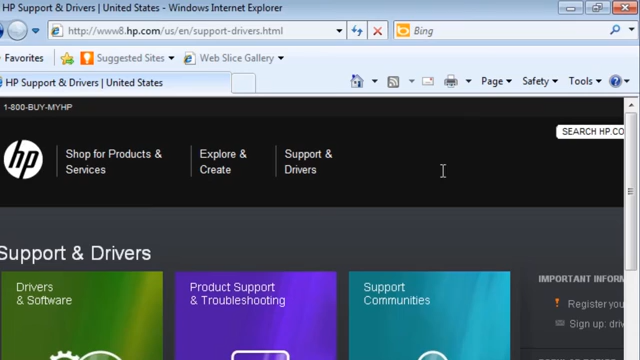 HP Support & Drivers | United States - Windows Internet Explorer
http://www8.hp.com/us/en/support-drivers.html
Bing
Favorites
Suggested Sites
Web Slice Gallery
HP Support & Drivers | United States
Page
Safety
Tools
1-800-BUY-MYHP
SEARCH HP.CO
hp
Shop for Products &
Services
Explore &
Create
Support &
Drivers
Support & Drivers
Drivers
& Software
Product Support
& Troubleshooting
Support
Communities
IMPORTANT INFORM
Register you
Sign up; driv